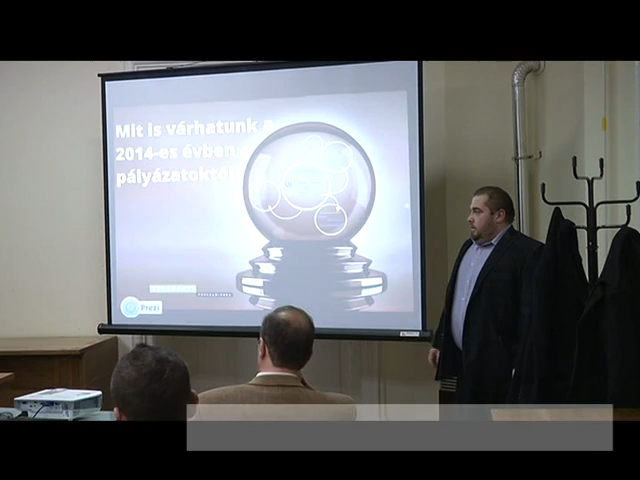 Mit is várhatunk a
2014-es évben
pályázatoktól
Prezi